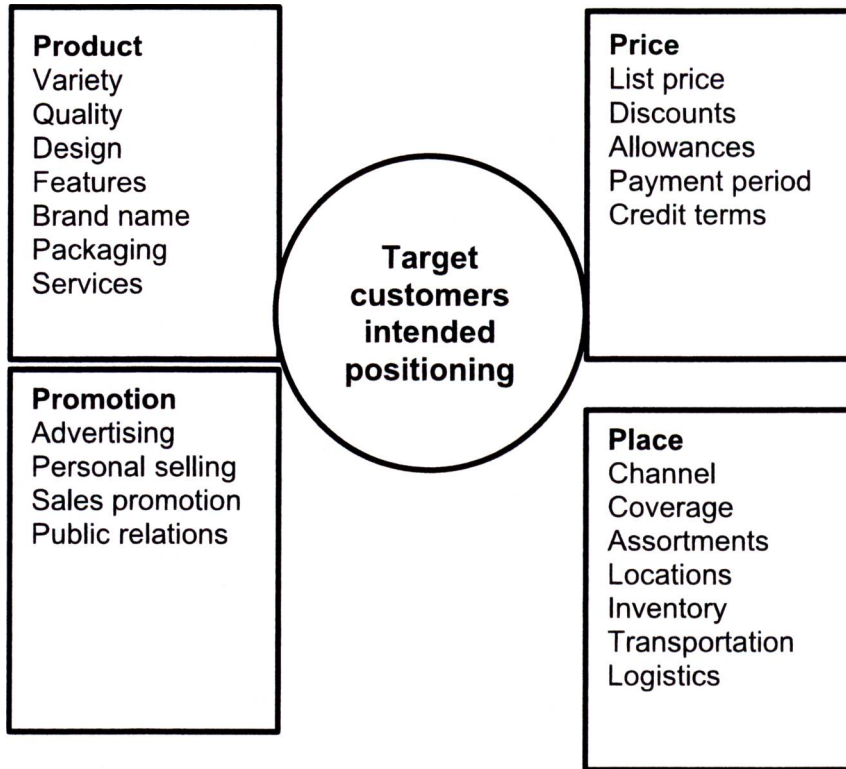 Product
Variety
Quality
Design
Features
Brand name
Packaging
Services
Price
List price
Discounts
Allowances
Payment period
Credit terms
Target
customers
intended
positioning
Promotion
Advertising
Personal selling
Sales promotion
Public relations
Place
Channel
Coverage
Assortments
Locations
Inventory
Transportation
Logistics